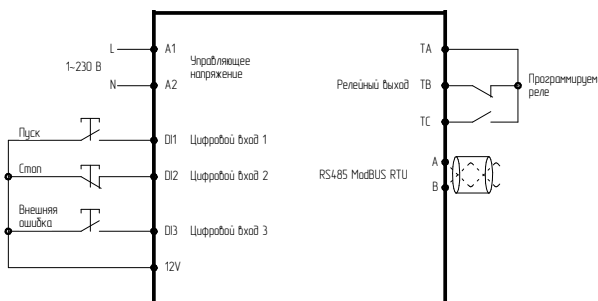 L
A1
1~230 В
Управляющее
напряжение
N
A2
Пуск
DI1
Цифровой вход 1
Стоп
DI2
Цифровой вход 2
Внешняя
ошибка
DI3
Цифровой вход 3
12V
TA
Релейный выход
TB
Программируем
реле
TC
RS485 ModBUS RTU
A
B